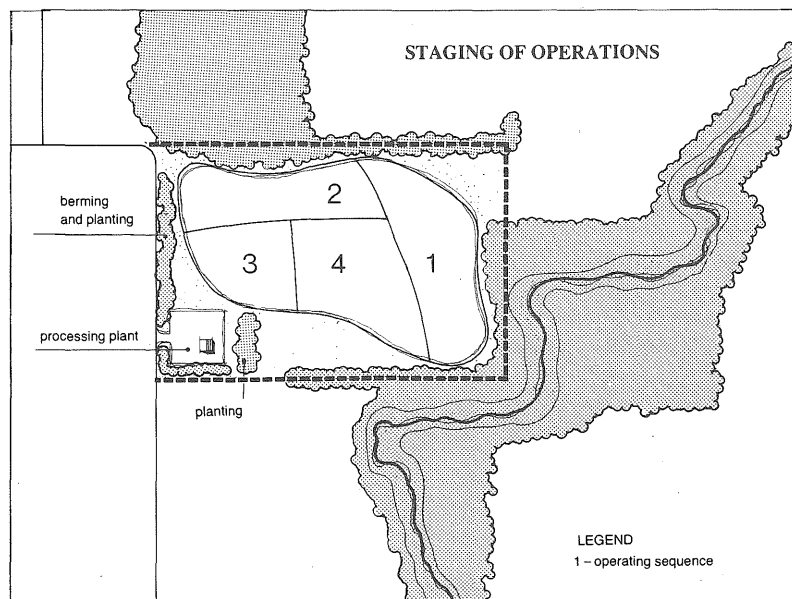 STAGING OF OPERATIONS
berming
and planting
2
3
4
1
processing plant
planting
LEGEND
1 – operating sequence